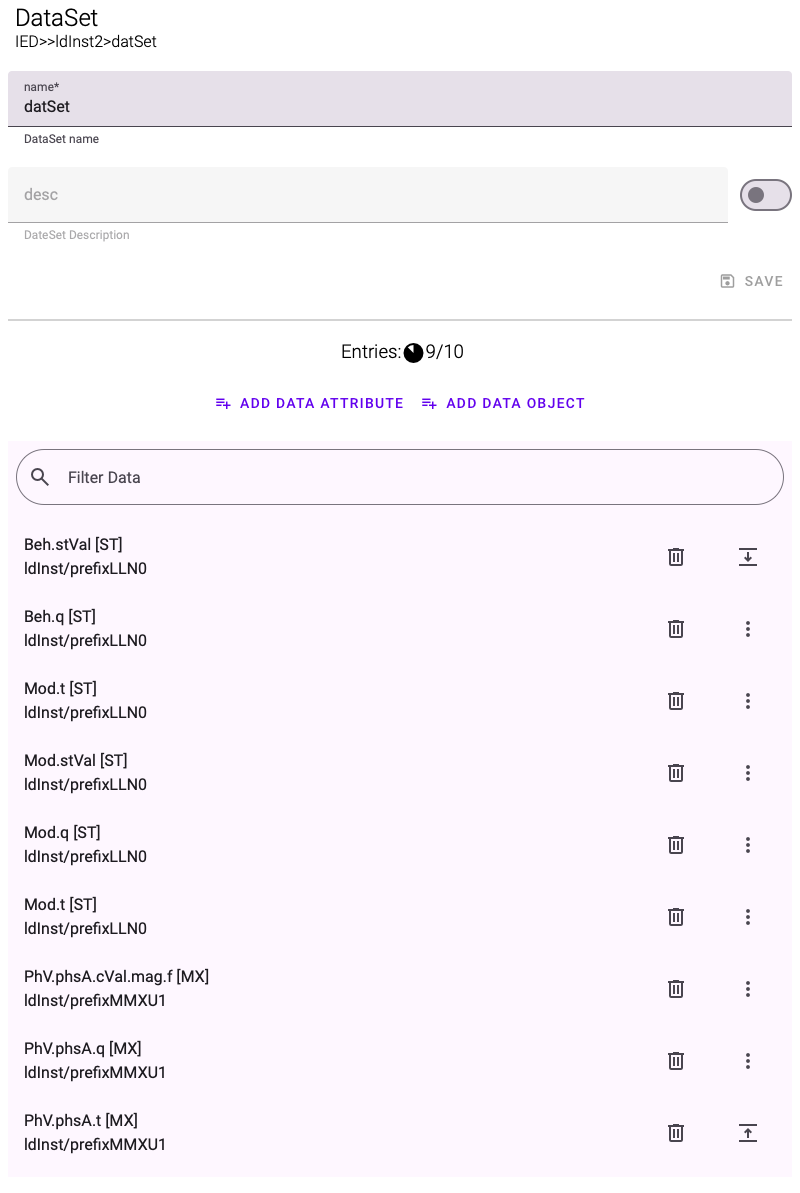 DataSet
IED>>ldInst2>datSet
name*
datSet
DataSet name
desc
DateSet Description
SAVE
Entries: 9/10
ADD DATA ATTRIBUTE ADD DATA OBJECT
Filter Data
Beh.stVal [ST]
ldInst/prefixLLN0
Beh.q [ST]
ldInst/prefixLLN0
Mod.t [ST]
ldInst/prefixLLN0
Mod.stVal [ST]
ldInst/prefixLLN0
Mod.q [ST]
ldInst/prefixLLN0
Mod.t [ST]
ldInst/prefixLLN0
PhV.phsA.cVal.mag.f [MX]
ldInst/prefixMMXU1
PhV.phsA.q [MX]
ldInst/prefixMMXU1
PhV.phsA.t [MX]
ldInst/prefixMMXU1